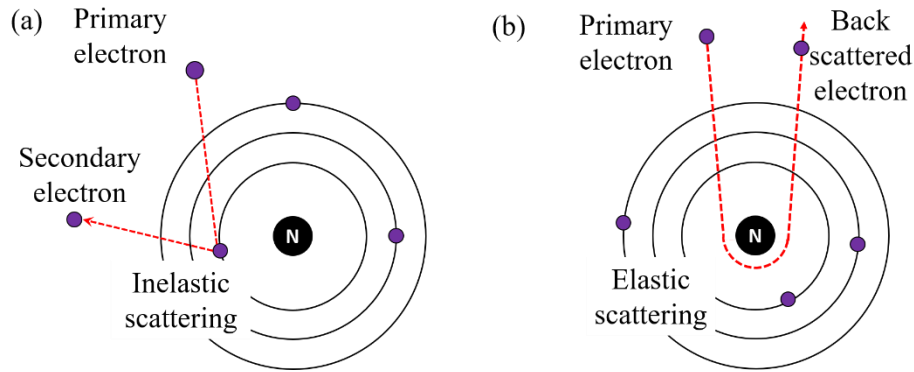 (a)
Primary
electron
Secondary
electron
N
Inelastic
scattering
(b)
Primary
electron
Back
scattered
electron
N
Elastic
scattering